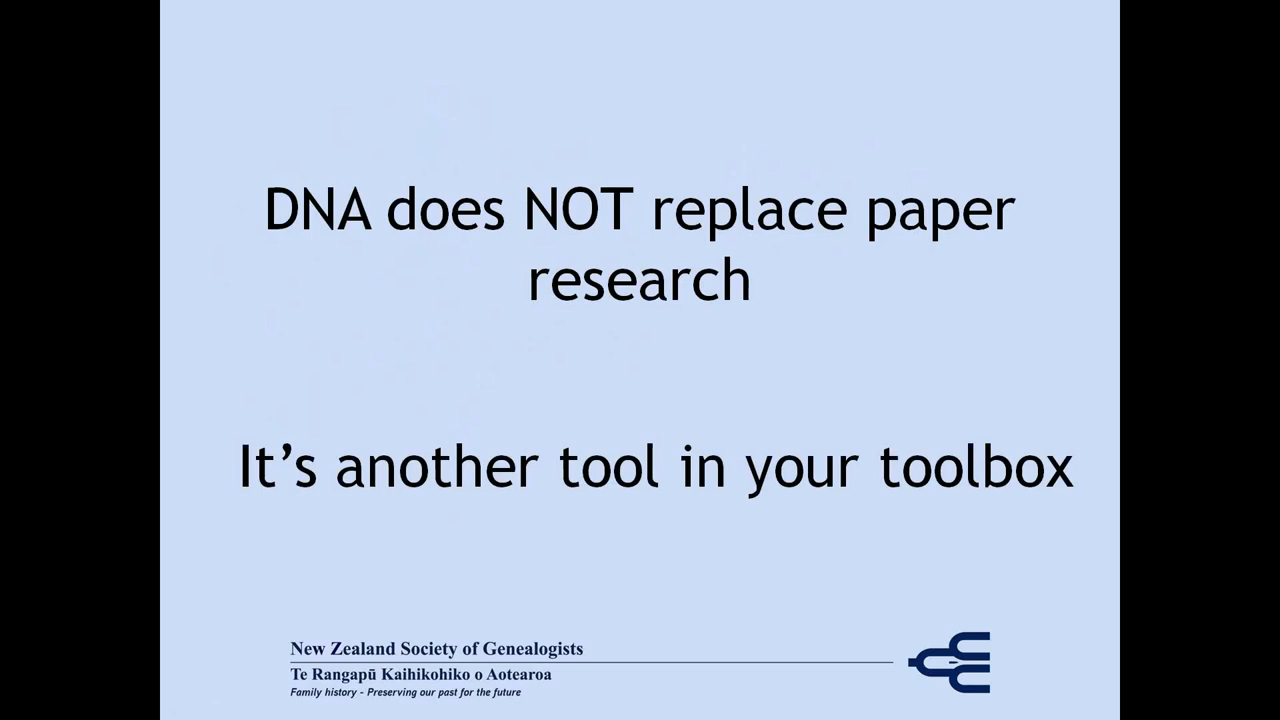 DNA does NOT replace paper
research
It’s another tool in your toolbox
New Zealand Society of Genealogists
Te Rangapū Kaihikohiko o Aotearoa
Family history - Preserving our past for the future